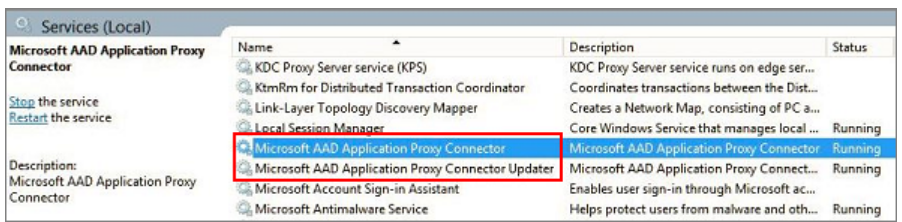 Services (Local)
Microsoft AAD Application Proxy
Connector
Stop the service
Restart the service
Description:
Microsoft AAD Application Proxy
Connector
Name Description Status
KDC Proxy Server service (KPS) KDC Proxy Server service runs on edge ser...
KtmRm for Distributed Transaction Coordinator Coordinates transactions between the Dist...
Link-Layer Topology Discovery Mapper Creates a Network Map, consisting of PC a...
Local Session Manager Core Windows Service that manages local ... Running
Microsoft AAD Application Proxy Connector Microsoft AAD Application Proxy Connector Running
Microsoft AAD Application Proxy Connector Updater Microsoft AAD Application Proxy Connect... Running
Microsoft Account Sign-in Assistant Enables user sign-in through Microsoft ac...
Microsoft Antimalware Service Helps protect users from malware and oth... Running